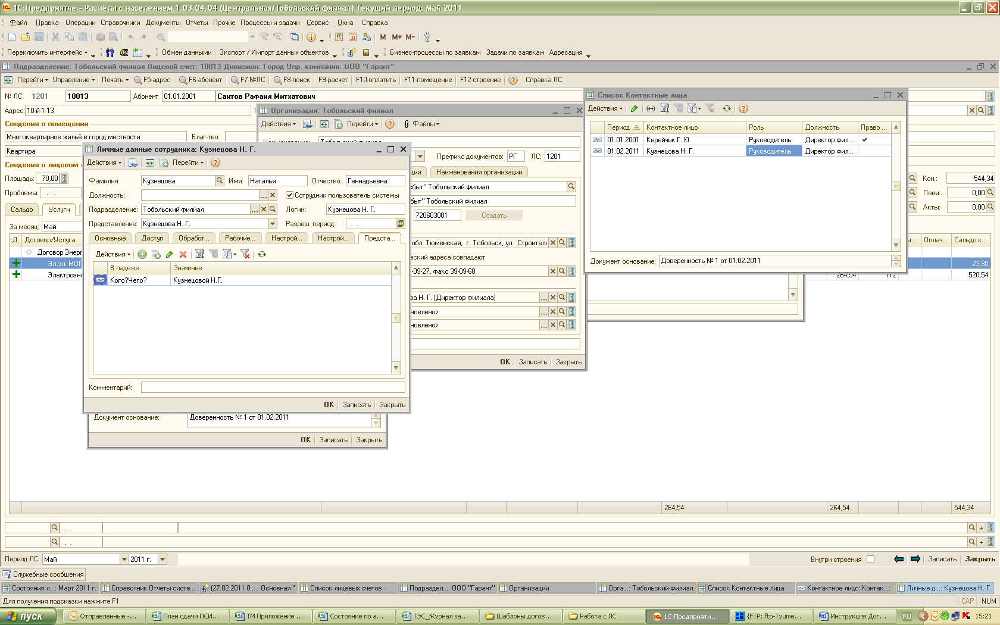 1С:Предприятие - Расчёты с населением 1.03.04.04 (Центральная/Тобольский филиал) Текущий период: Май 2011
Файл Правка Операции Справочники Документы Отчеты Прочие Процессы и задачи Сервис Окна Справка
M M+ M-
Переключить интерфейс Обмен данными Экспорт / Импорт данных объектов Бизнес-процессы по заявкам Задачи по заявкам Адресация
Подразделение: Тобольский филиал Лицевой счет: 10013 Дивизион: Город Упр. компания: ООО "Гарант"
Перейти Управление Печать F5-адрес F6-абонент F7-№ЛС F8-поиск F9-расчет F10-оплатить F11-помещение F12-строение Справка ЛС
№ ЛС 1201 10013 Абонент 01.01.2001 Саитов Рафаил Митхатович
Адрес: 10-й-1-13
Сведения о помещении
Многоквартирное жильё в город.местности Благ-тво:
Квартира
Сведения о лицевом
Площадь: 70,00
Проблемы: . .
Сальдо Услуги
За месяц: Май
Д Договор/Услуга
Договор Энерг
Эл.эн. МОП
Электроэн
Кон.: 544,34
Пени: 0,00
Акты: 0,00
Оплач... Сальдо к...
23,80
264,54 112 520,54
Организация: Тобольский филиал
Действия Перейти Файлы
Префикс документов: РГ ЛС: 1201
ции Наименования организации
сбыт" Тобольский филиал
быт" Тобольский филиал
720603001 Создать
обл. Тюменская, г. Тобольск, ул. Строителе
еский адреса совпадают
-09-27, факс 39-09-68
ва Н. Г. (Директор филиала)
новлено>
новлено>
OK Записать Закрыть
Список Контактные лица
Действия
Период Контактное лицо Роль Должность Право ...
01.01.2001 Кирейчик Г. Ю. Руководитель Директор фил...
01.02.2011 Кузнецова Н. Г. Руководитель Директор фил...
Документ основание: Доверенность № 1 от 01.02.2011
Личные данные сотрудника: Кузнецова Н. Г.
Действия Перейти
Фамилия: Кузнецова Имя: Наталья Отчество: Геннадьевна
Должность: Сотрудник пользователь системы
Подразделение: Тобольский филиал Логин: Кузнецова Н. Г.
Представление: Кузнецова Н. Г. Разреш. период: . .
Основные Доступ Обработ... Рабочие... Настрой... Настрой... Предста...
Действия
В падеже Значение
Кого?Чего? Кузнецовой Н.Г.
Комментарий:
OK Записать Закрыть
Документ основание: Доверенность № 1 от 01.02.2011
OK Записать Закрыть
264,54 264,54 544,34
. .
. .
Период ЛС: Май 2011 г. Внутри строения Записать Закрыть
Служебные сообщения
Состояния л...: Март 2011 г. Справочник Отчеты систе... (27.02.2011 0:...: Основная * Список лицевых счетов Подраздел...: ООО "Гарант" Организации Орга...: Тобольский филиал Список Контактные лица Контактное лицо: Контак...: Личные д...: Кузнецова Н. Г.
Для получения подсказки нажмите F1 CAP NUM
пуск Отправленные -... План сдачи ПСИ... ТМ Приложение ... Состояние по а... ТЭС_Журнал за... Шаблоны догов... Работа с ЛС 1С:Предприяти... {FTP: ftp-Tyume... Инструкция Дог... RU 15:21